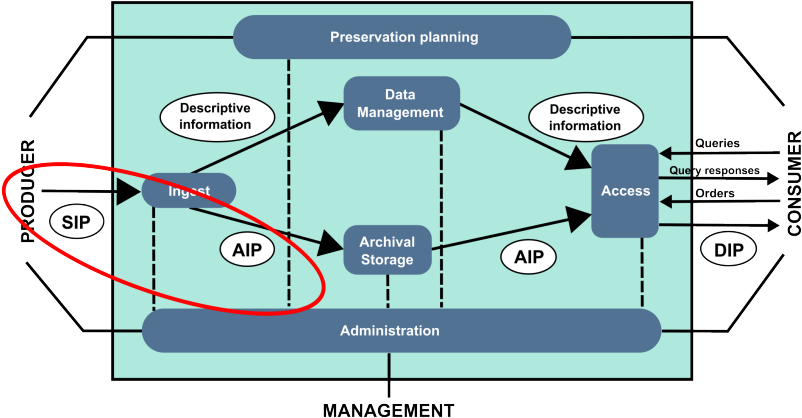 Preservation planning
Descriptive
information
Data
Management
Descriptive
information
PRODUCER
SIP
Ingest
AIP
Archival
Storage
AIP
Access
Queries
Query responses
Orders
DIP
CONSUMER
Administration
MANAGEMENT